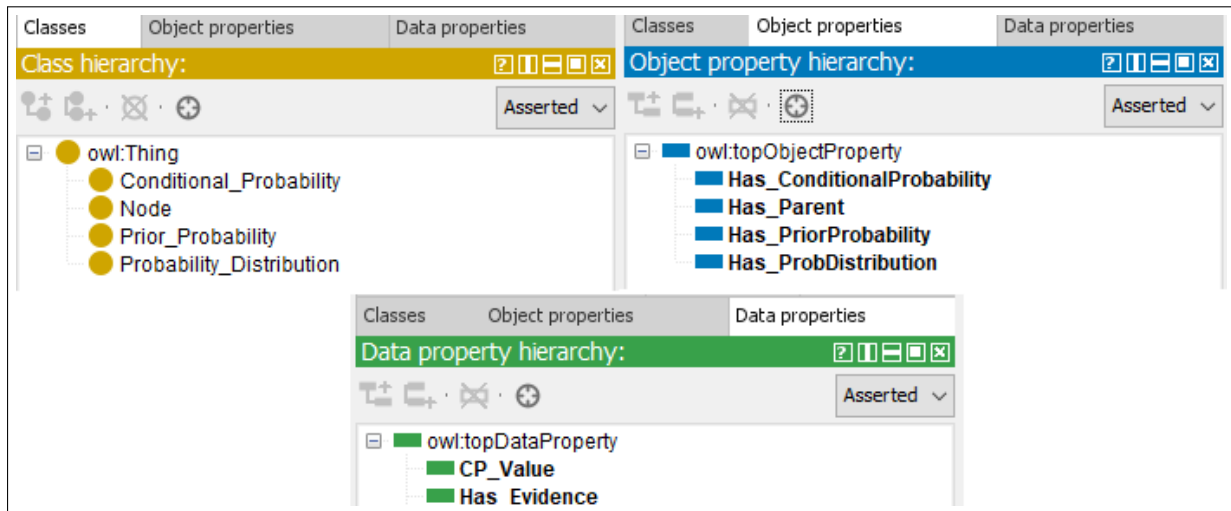 Classes Object properties Data properties
Class hierarchy:
Asserted
owl:Thing
Conditional_Probability
Node
Prior_Probability
Probability_Distribution
Classes Object properties Data properties
Object property hierarchy:
Asserted
owl:topObjectProperty
Has_ConditionalProbability
Has_Parent
Has_PriorProbability
Has_ProbDistribution
Classes Object properties Data properties
Data property hierarchy:
Asserted
owl:topDataProperty
CP_Value
Has_Evidence